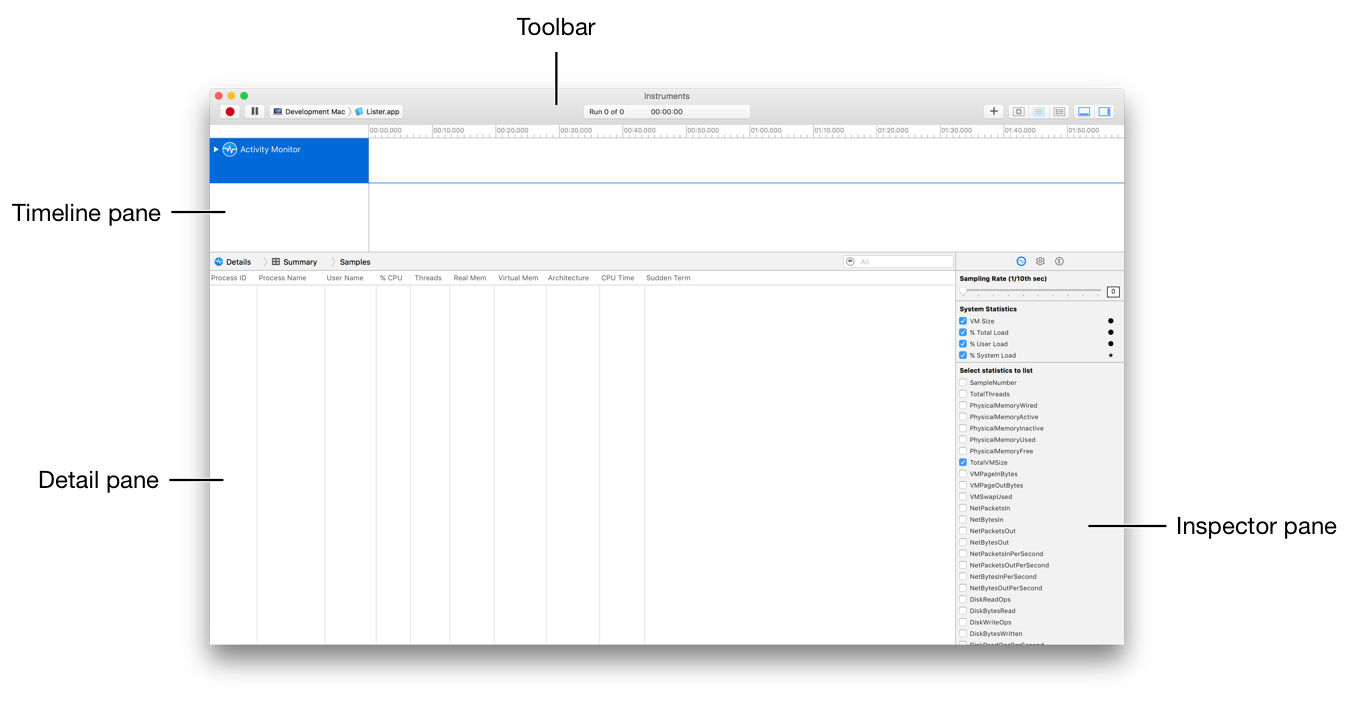 Toolbar
Instruments
Development Mac Lister.app
Run 0 of 0 00:00:00
00:00.000 00:10.000 00:20.000 00:30.000 00:40.000 00:50.000 01:00.000 01:10.000 01:20.000 01:30.000 01:40.000 01:50.000
Activity Monitor
Timeline pane
Details Summary Samples
All
Process ID Process Name User Name % CPU Threads Real Mem Virtual Mem Architecture CPU Time Sudden Term
Detail pane
Sampling Rate (1/10th sec)
0
System Statistics
VM Size
% Total Load
% User Load
% System Load
Select statistics to list
SampleNumber
TotalThreads
PhysicalMemoryWired
PhysicalMemoryActive
PhysicalMemoryInactive
PhysicalMemoryUsed
PhysicalMemoryFree
TotalVMSize
VMPageInBytes
VMPageOutBytes
VMSwapUsed
NetPacketsIn
NetBytesIn
NetPacketsOut
NetBytesOut
NetPacketsInPerSecond
NetPacketsOutPerSecond
NetBytesInPerSecond
NetBytesOutPerSecond
DiskReadOps
DiskBytesRead
DiskWriteOps
DiskBytesWritten
DiskReadOpsPerSecond
Inspector pane